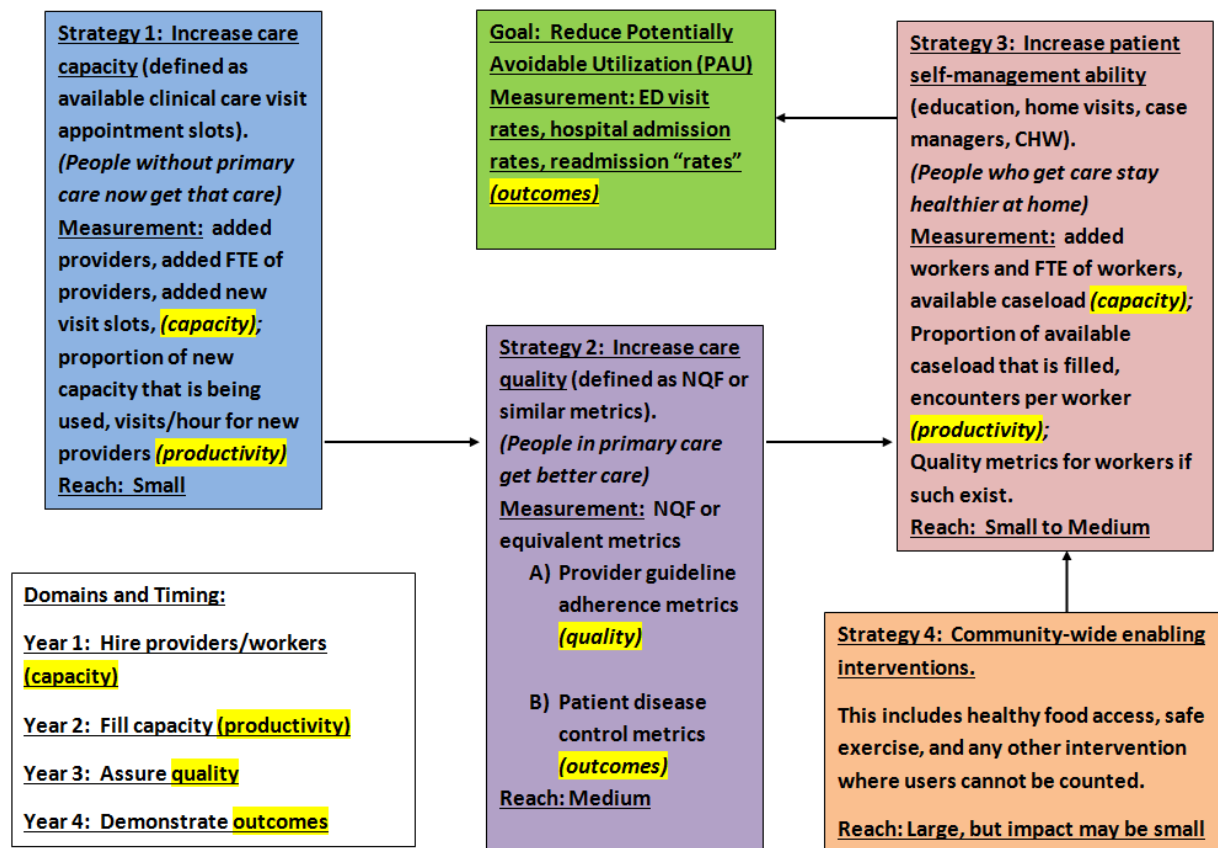 Strategy 1: Increase care
capacity (defined as
available clinical care visit
appointment slots).
(People without primary
care now get that care)
Measurement: added
providers, added FTE of
providers, added new
visit slots, (capacity);
proportion of new
capacity that is being
used, visits/hour for new
providers (productivity)
Reach: Small
Goal: Reduce Potentially
Avoidable Utilization (PAU)
Measurement: ED visit
rates, hospital admission
rates, readmission “rates”
(outcomes)
Strategy 3: Increase patient
self-management ability
(education, home visits, case
managers, CHW).
(People who get care stay
healthier at home)
Measurement: added
workers and FTE of workers,
available caseload (capacity);
Proportion of available
caseload that is filled,
encounters per worker
(productivity);
Quality metrics for workers if
such exist.
Reach: Small to Medium
Strategy 2: Increase care
quality (defined as NQF or
similar metrics).
(People in primary care
get better care)
Measurement: NQF or
equivalent metrics
A) Provider guideline
adherence metrics
(quality)
B) Patient disease
control metrics
(outcomes)
Reach: Medium
Domains and Timing:
Year 1: Hire providers/workers
(capacity)
Year 2: Fill capacity (productivity)
Year 3: Assure quality
Year 4: Demonstrate outcomes
Strategy 4: Community-wide enabling
interventions.
This includes healthy food access, safe
exercise, and any other intervention
where users cannot be counted.
Reach: Large, but impact may be small